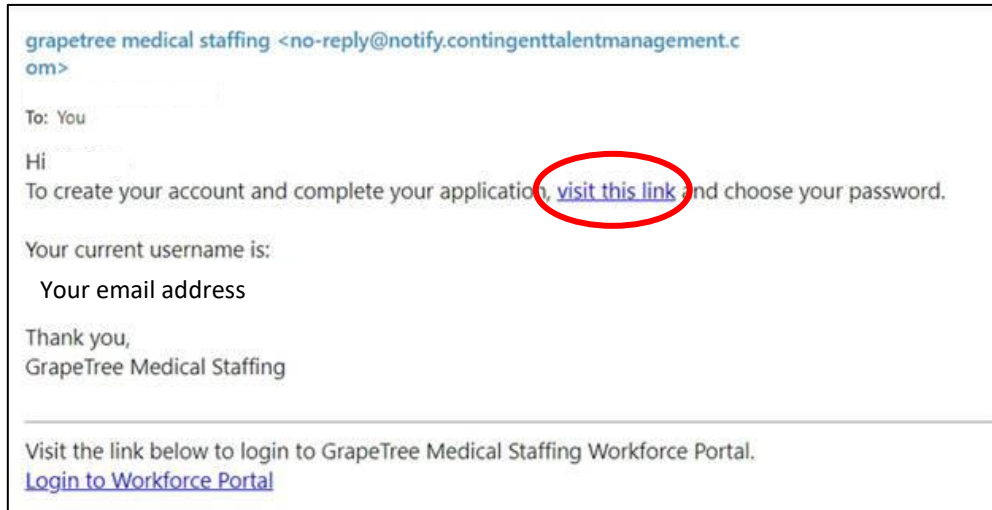 grapetree medical staffing <no-reply@notify.contingenttalentmanagement.c
om>
To: You
Hi
To create your account and complete your application, visit this link and choose your password.
Your current username is:
Your email address
Thank you,
GrapeTree Medical Staffing
Visit the link below to login to GrapeTree Medical Staffing Workforce Portal.
Login to Workforce Portal